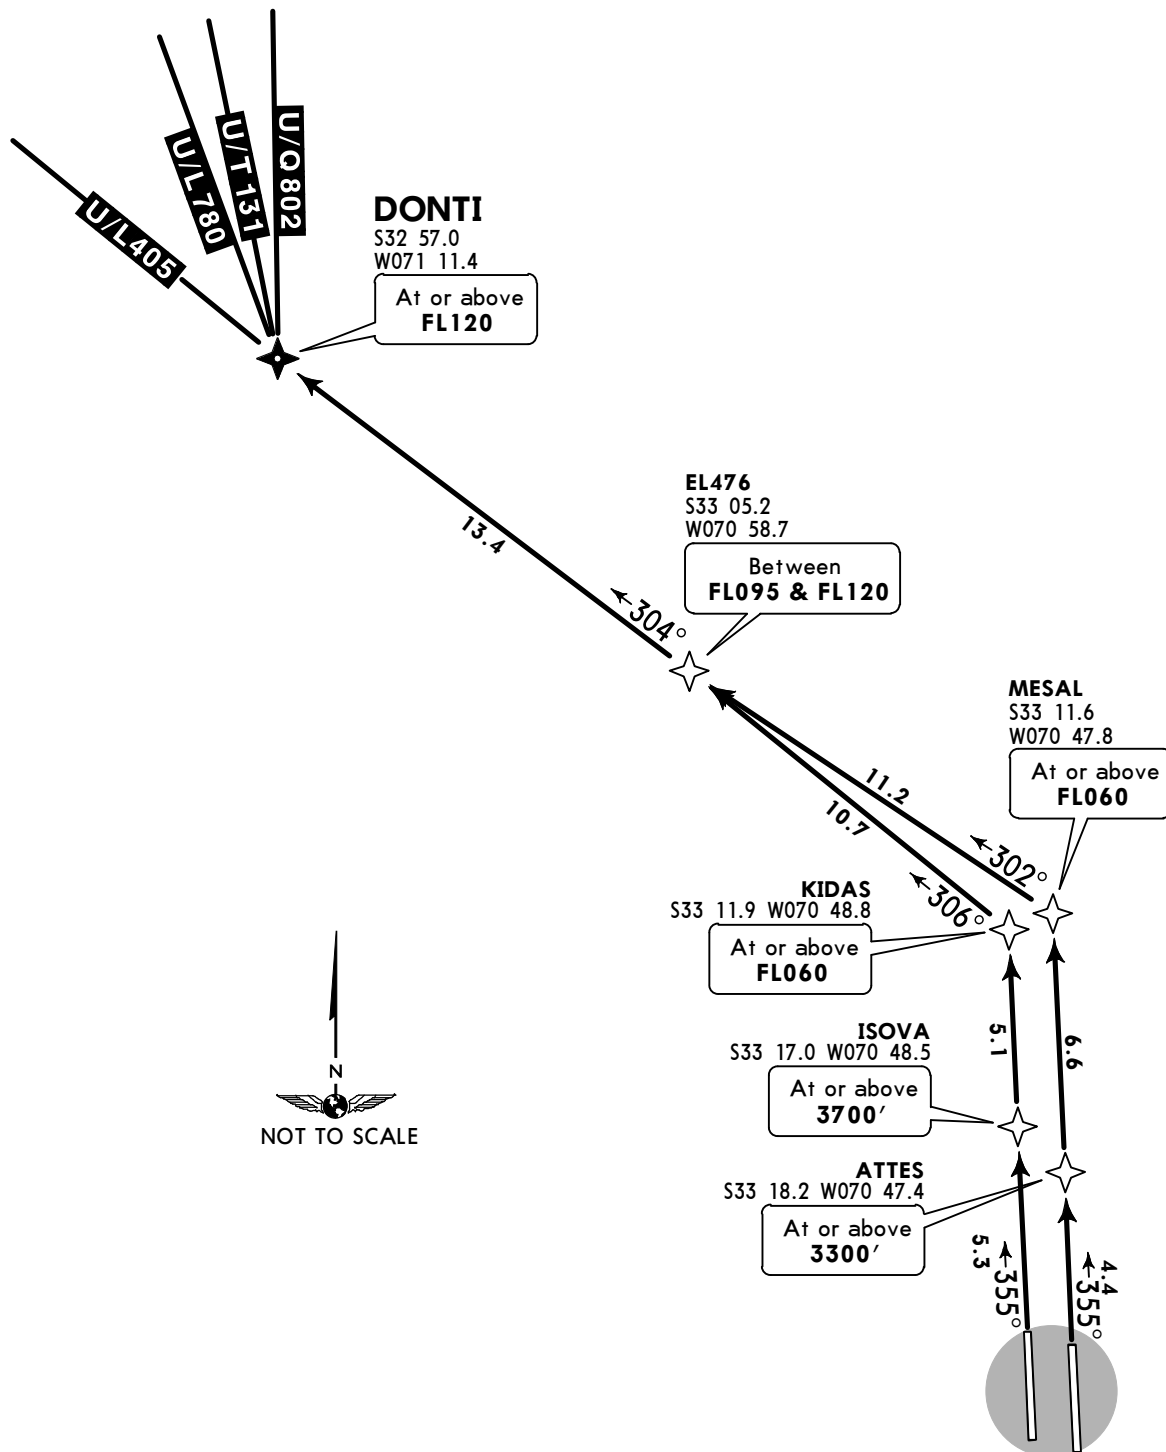 U/L405
U/L780
U/T131
U/Q802
DONTI
S32 57.0
W071 11.4
At or above
FL120
13.4
EL476
S33 05.2
W070 58.7
Between
FL095 & FL120
304°
MESAL
S33 11.6
W070 47.8
At or above
FL060
11.2
10.7
302°
306°
KIDAS
S33 11.9 W070 48.8
At or above
FL060
5.1
6.6
ISOVA
S33 17.0 W070 48.5
At or above
3700′
ATTES
S33 18.2 W070 47.4
At or above
3300′
5.3
355°
4.4
355°
N
NOT TO SCALE